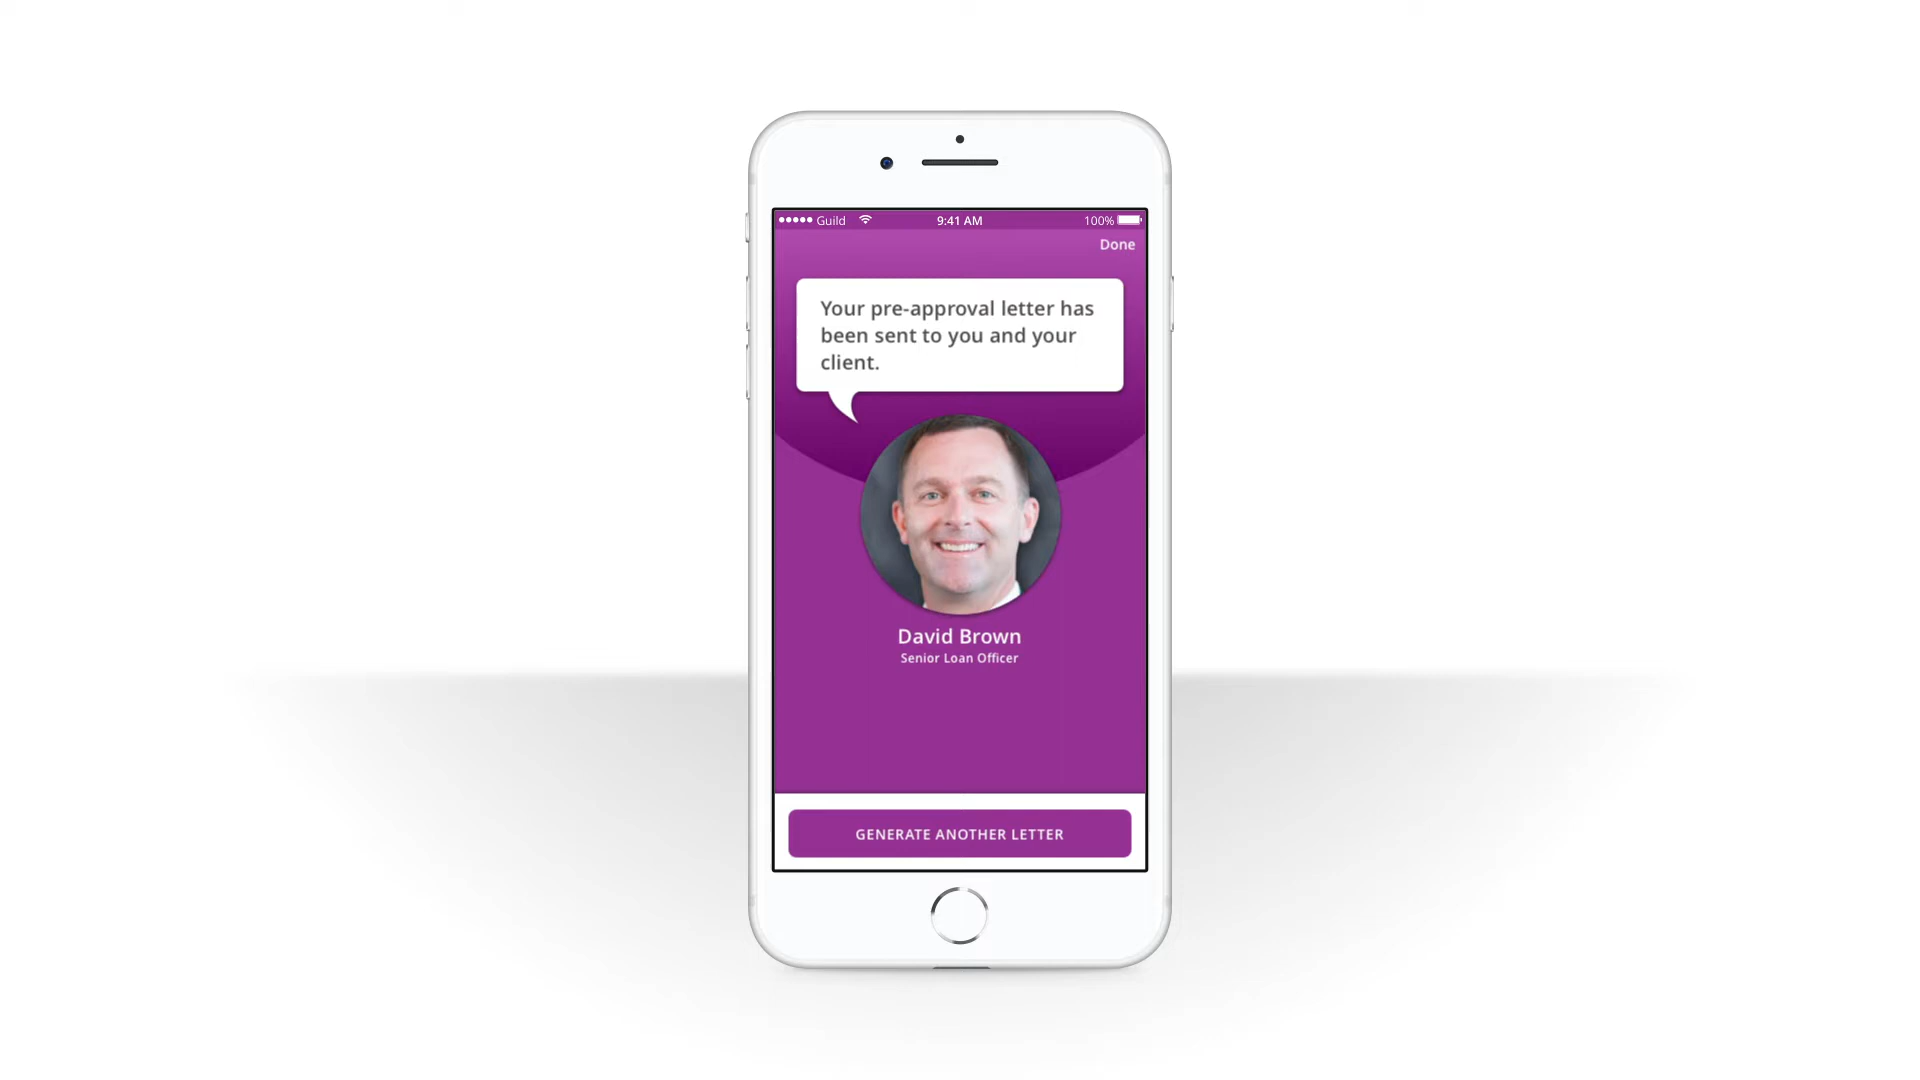 Guild 9:41 AM 100%
Done
Your pre-approval letter has
been sent to you and your
client.
David Brown
Senior Loan Officer
GENERATE ANOTHER LETTER